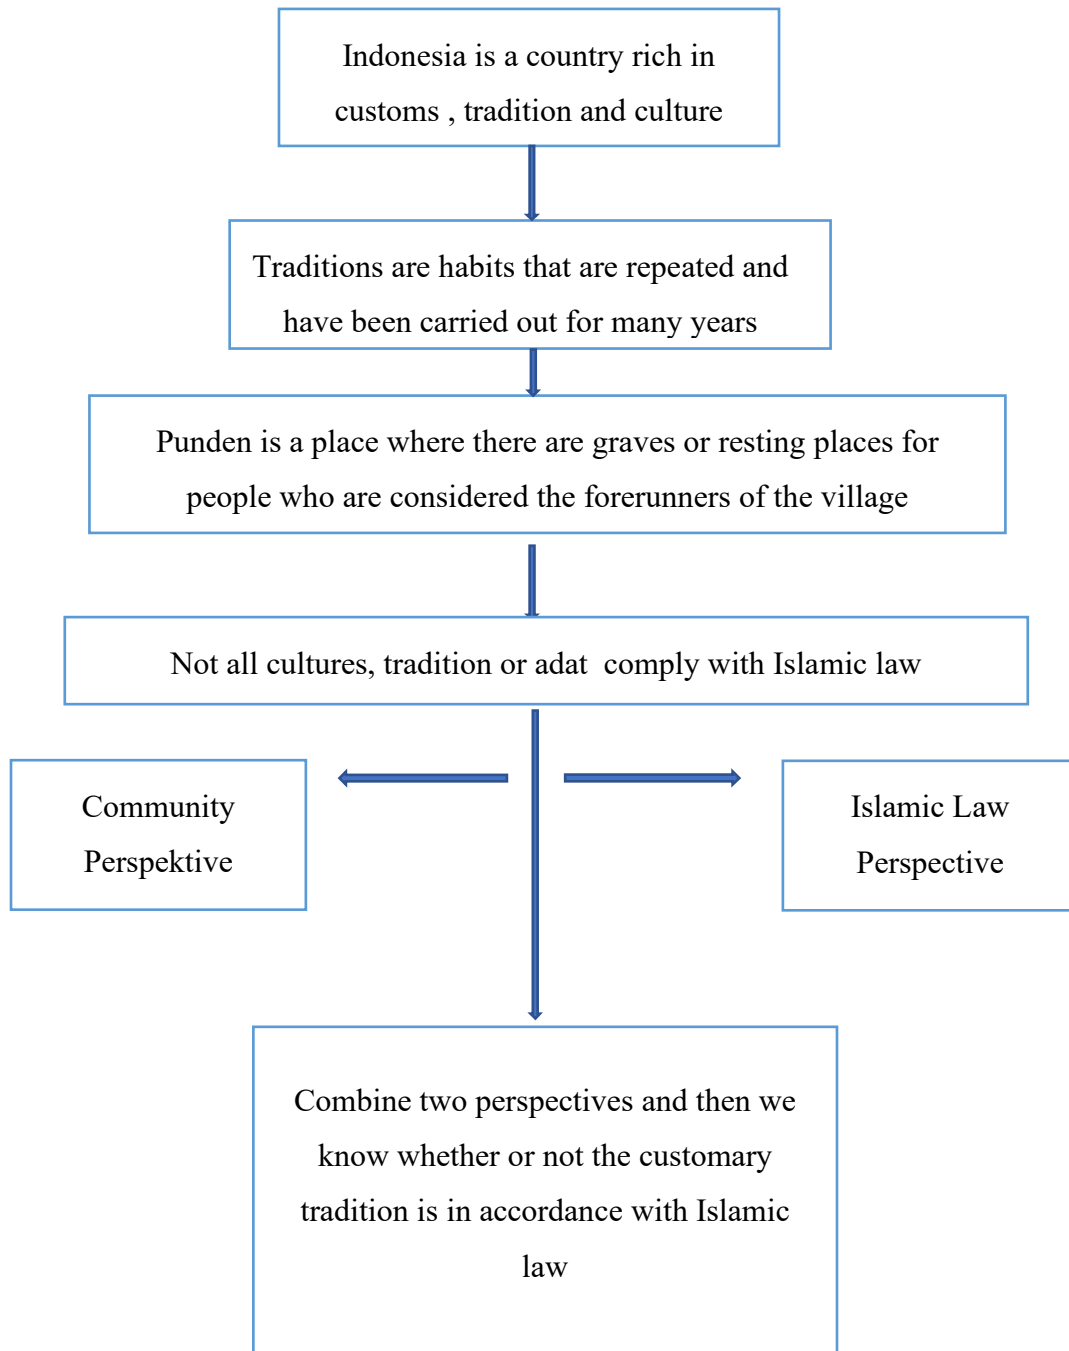 Indonesia is a country rich in
customs , tradition and culture
Traditions are habits that are repeated and
have been carried out for many years
Punden is a place where there are graves or resting places for
people who are considered the forerunners of the village
Not all cultures, tradition or adat  comply with Islamic law
Community
Perspektive
Islamic Law
Perspective
Combine two perspectives and then we
know whether or not the customary
tradition is in accordance with Islamic
law